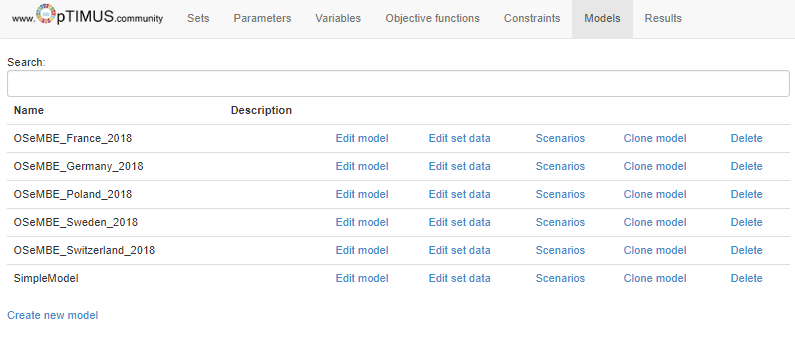 www.OpTIMUS.community Sets Parameters Variables Objective functions Constraints Models Results
Search:
Name Description
OSeMBE_France_2018 Edit model Edit set data Scenarios Clone model Delete
OSeMBE_Germany_2018 Edit model Edit set data Scenarios Clone model Delete
OSeMBE_Poland_2018 Edit model Edit set data Scenarios Clone model Delete
OSeMBE_Sweden_2018 Edit model Edit set data Scenarios Clone model Delete
OSeMBE_Switzerland_2018 Edit model Edit set data Scenarios Clone model Delete
SimpleModel Edit model Edit set data Scenarios Clone model Delete
Create new model